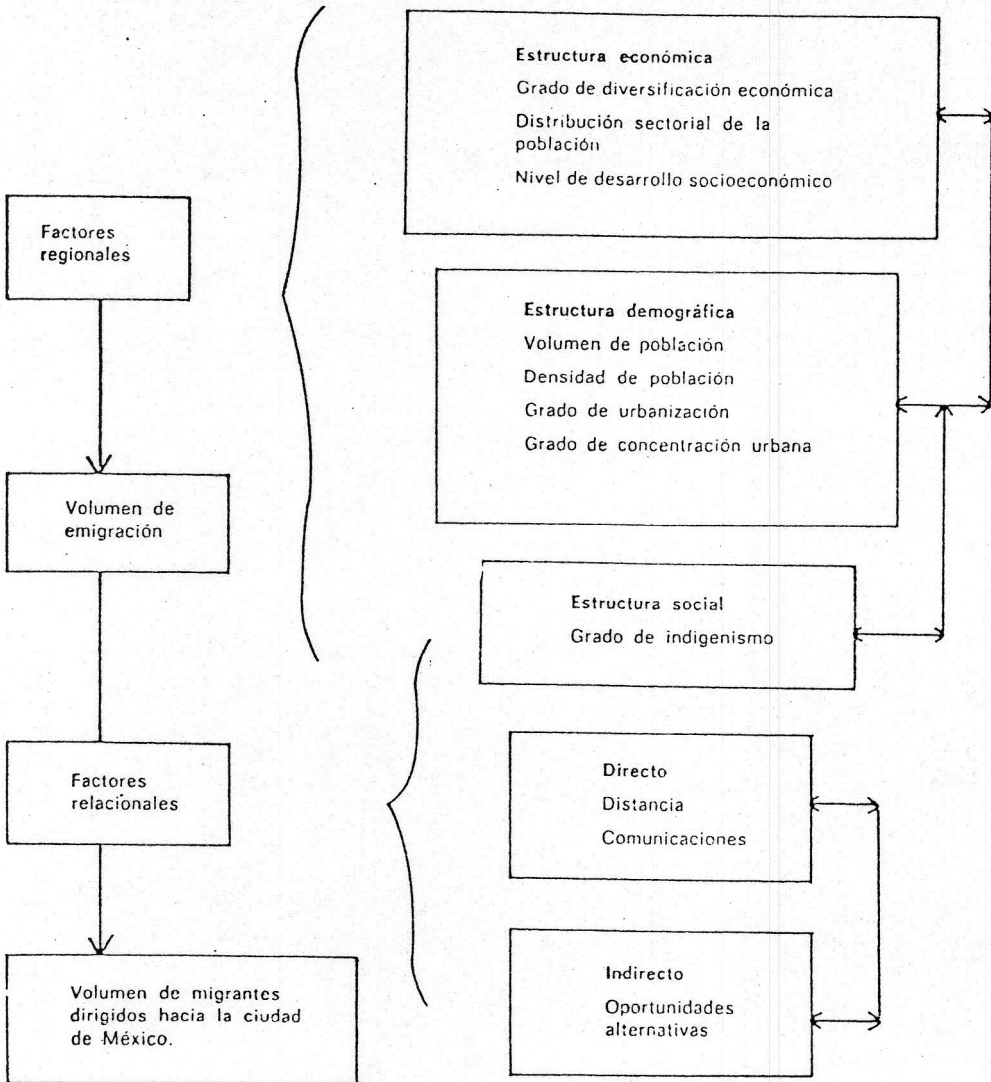 Factores
regionales
Volumen de
emigración
Factores
relacionales
Volumen de migrantes
dirigidos hacia la ciudad
de México.
Estructura económica
Grado de diversificación económica
Distribución sectorial de la
población
Nivel de desarrollo socioeconómico
Estructura demográfica
Volumen de población
Densidad de población
Grado de urbanización
Grado de concentración urbana
Estructura social
Grado de indigenismo
Directo
Distancia
Comunicaciones
Indirecto
Oportunidades
alternativas